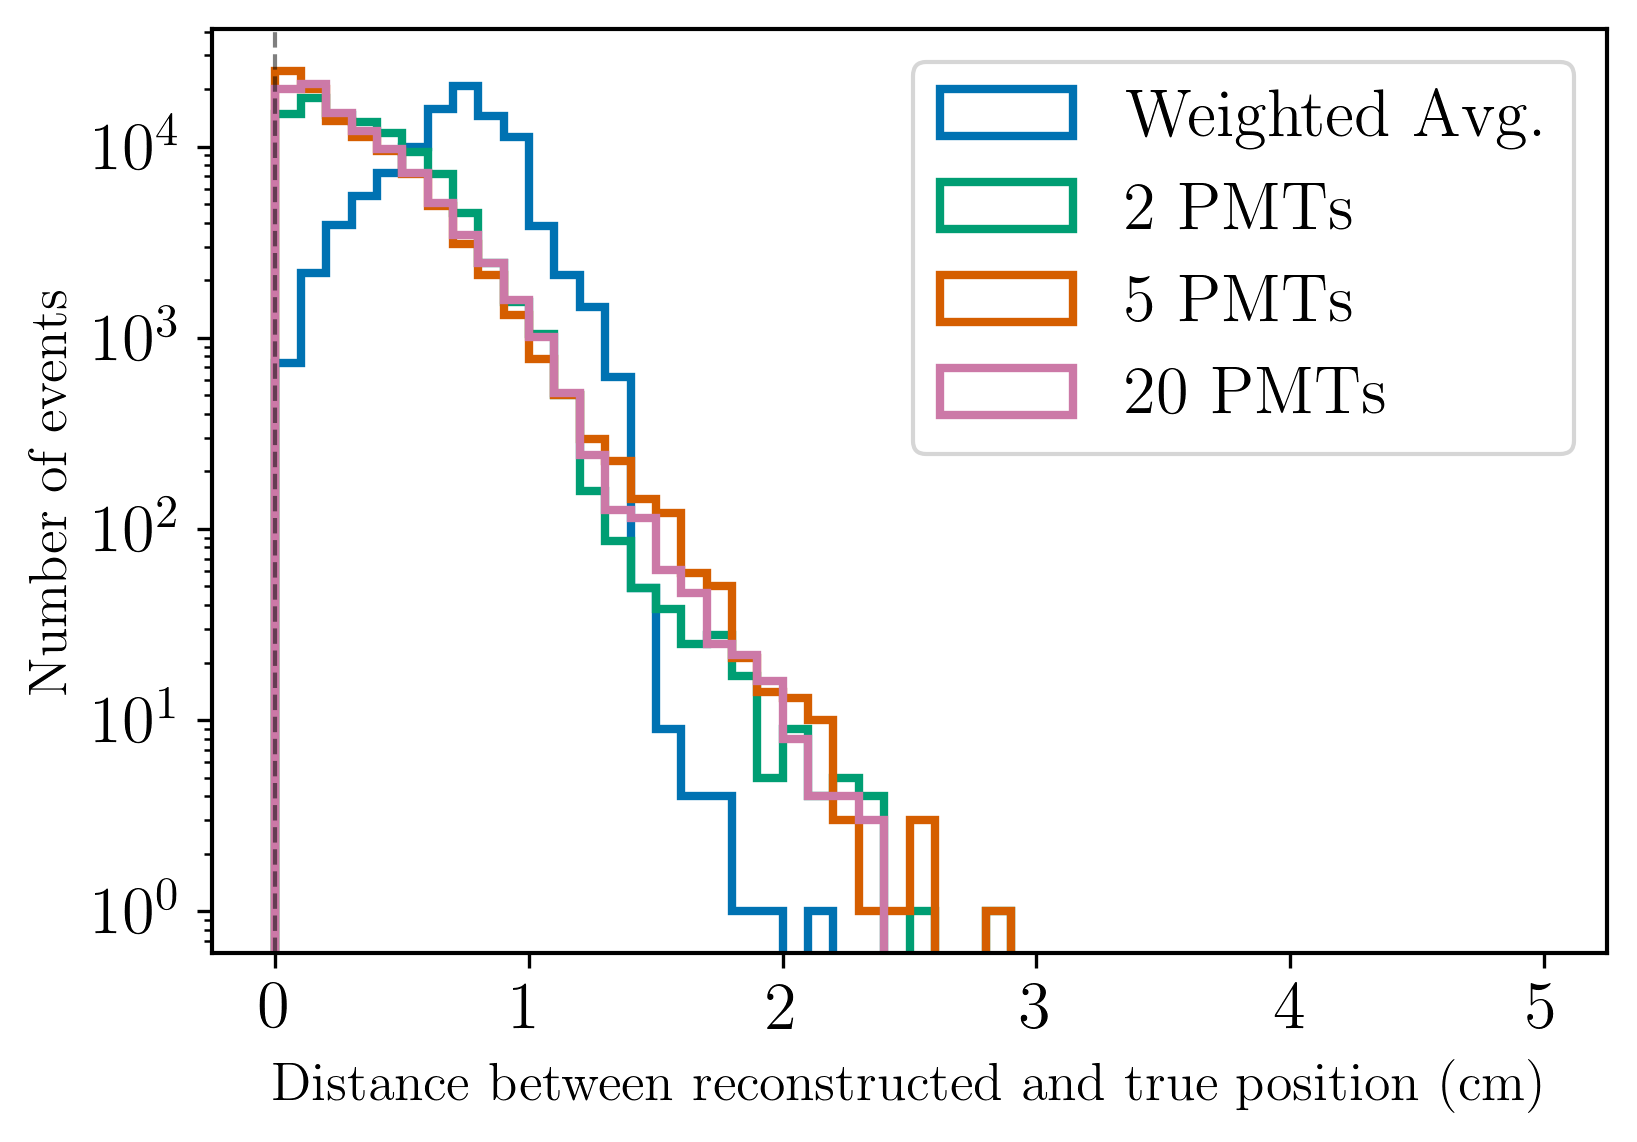 Number of events
10^4
10^3
10^2
10^1
10^0
Weighted Avg.
2 PMTs
5 PMTs
20 PMTs
0 1 2 3 4 5
Distance between reconstructed and true position (cm)